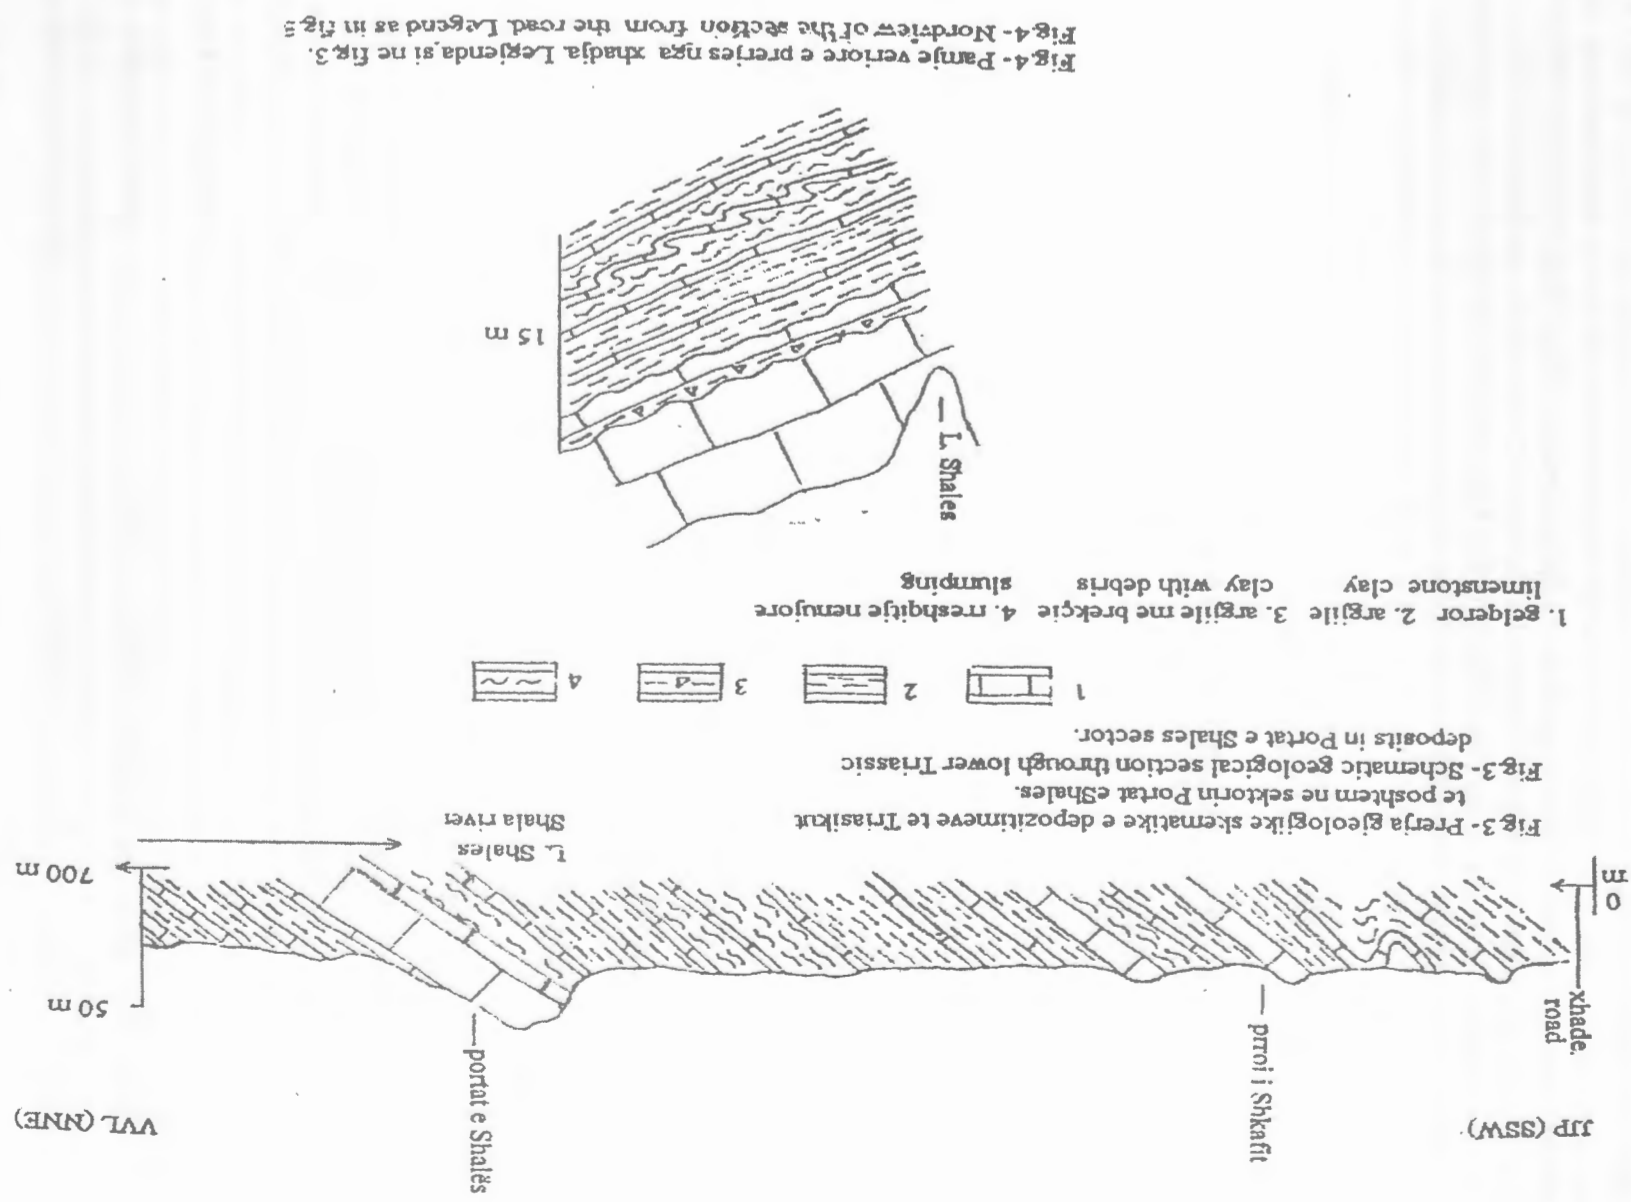 JJP (SSW)
VVL (NNE)
prroi i Shkafit
portat e Shalës
xhade.
road
0
m
50 m
700 m
L. Shales
Shala river
Fig.3- Prerja gjeologjike skematike e depozitimeve te Triasikut
te poshtem ne sektorin Portat eShales.
Fig.3- Schematic geological section through lower Triassic
deposits in Portat e Shales sector.
1 2 3 4
1. gelqeror 2. argjile 3. argjile me brekçie 4. rreshqitje nenujore
limenstone clay clay with debris slumping
L. Shales
15 m
Fig.4- Pamje veriore e prerjes nga xhadja. Legjenda si ne fig.3.
Fig.4- Nordview of the section from the road. Legend as in fig.3